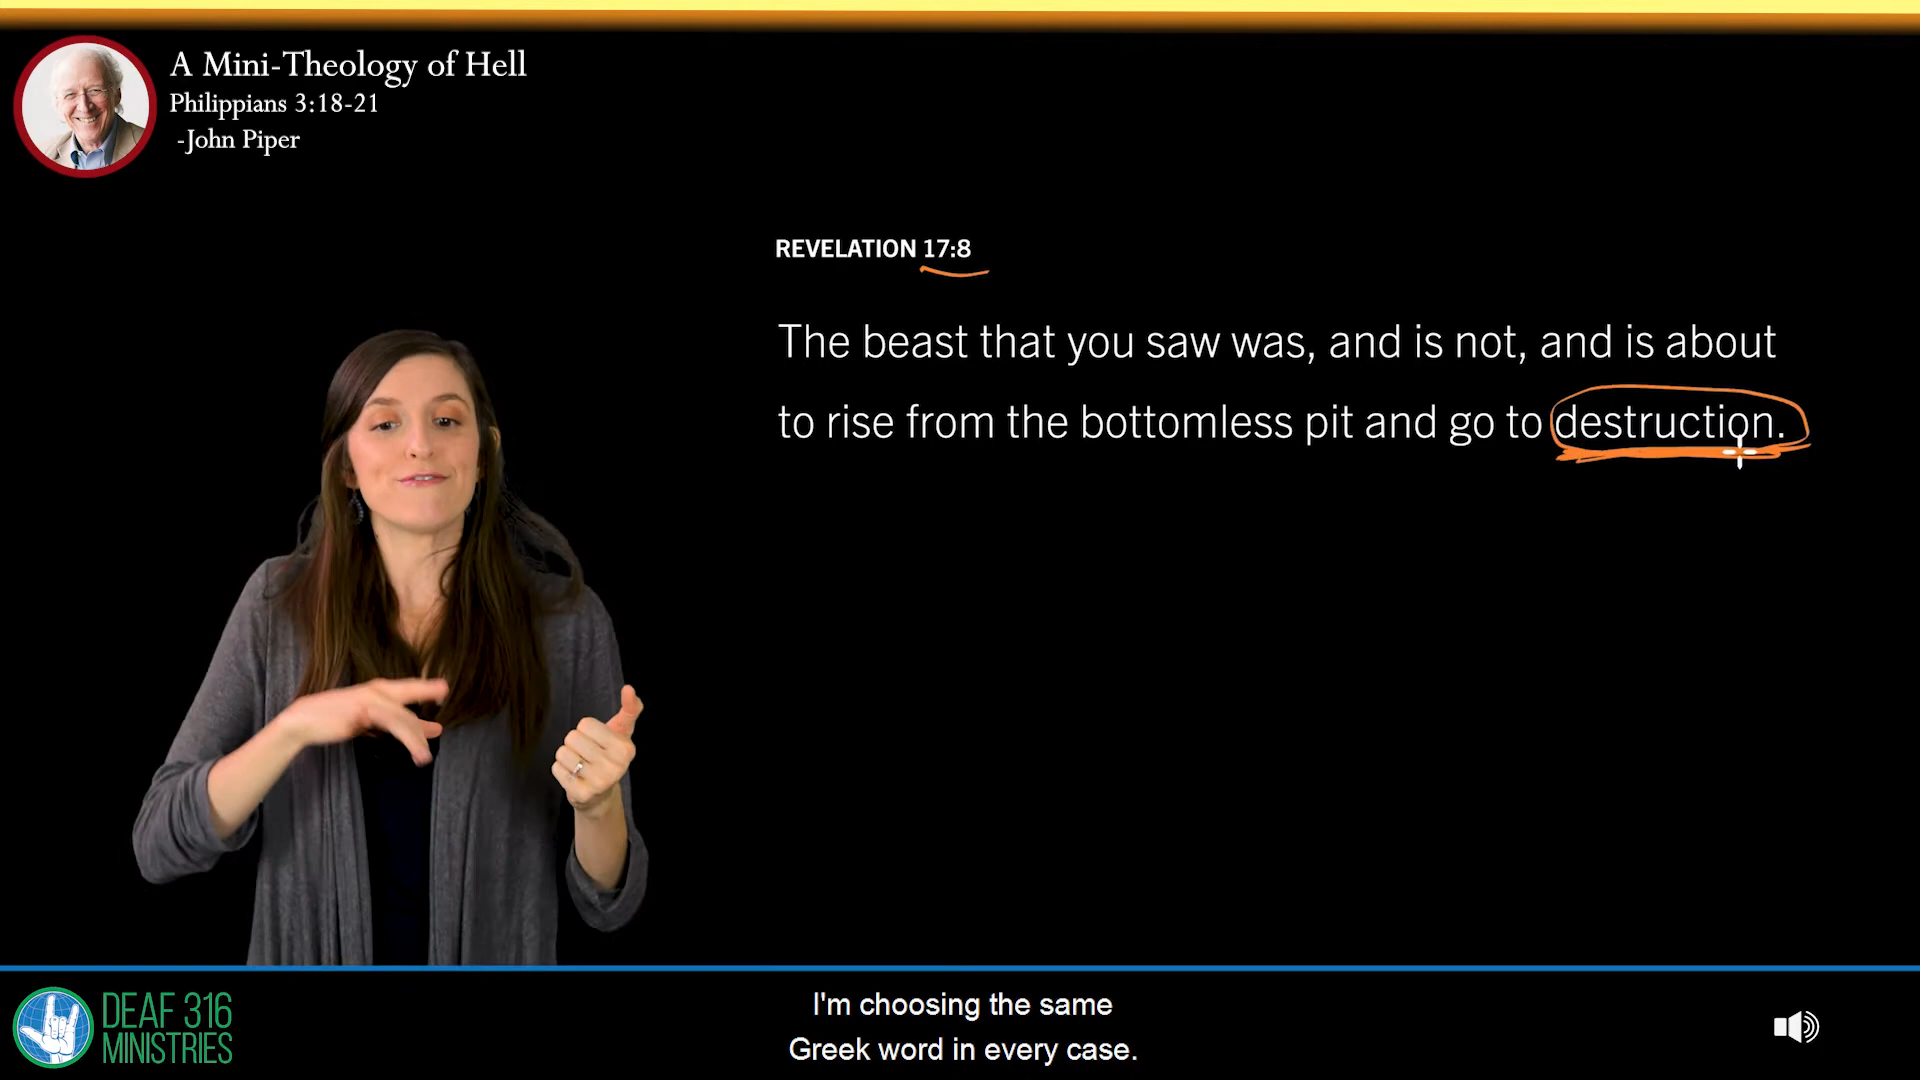 A Mini-Theology of Hell
Philippians 3:18-21
-John Piper
REVELATION 17:8
The beast that you saw was, and is not, and is about
to rise from the bottomless pit and go to destruction.
DEAF 316
MINISTRIES
I'm choosing the same
Greek word in every case.